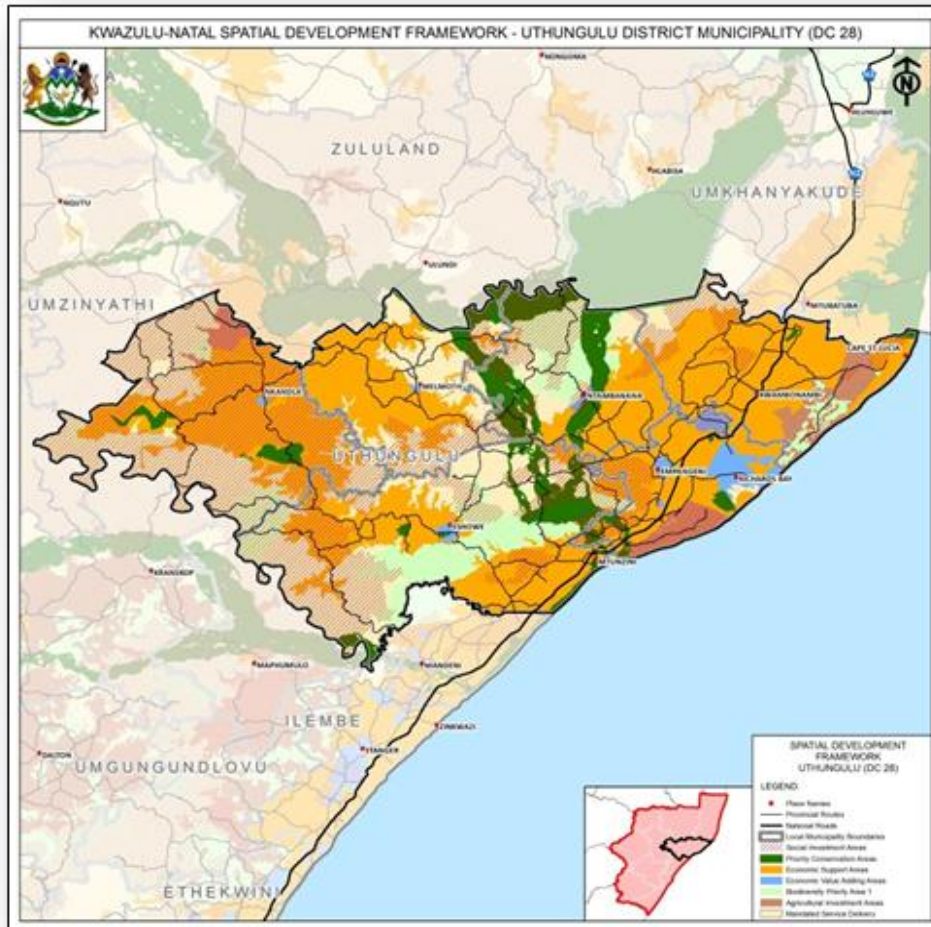 KWAZULU-NATAL SPATIAL DEVELOPMENT FRAMEWORK - UTHUNGULU DISTRICT MUNICIPALITY (DC 28)
NONGOMA
N
ZULULAND
HLABISA
UMKHANYAKUDE
NQUTU
ULUNDI
UMZINYATHI
MTUBATUBA
CAPE ST LUCIA
NKANDLA
MELMOTH
NTAMBANANA
KWAMBONAMBI
UTHUNGULU
EMPANGENI
RICHARDS BAY
ESHOWE
MTUNZINI
KRANSKOP
MAPHUMULO
MANDENI
ILEMBE
ZINKWAZI
DALTON
STANGER
UMGUNGUNDLOVU
ETHEKWINI
SPATIAL DEVELOPMENT
FRAMEWORK
UTHUNGULU (DC 28)
LEGEND
Place Names
Provincial Routes
National Roads
Local Municipality Boundaries
Social Investment Areas
Priority Conservation Areas
Economic Support Areas
Economic Value Adding Areas
Biodiversity Priority Area 1
Agricultural Investment Areas
Mandated Service Delivery